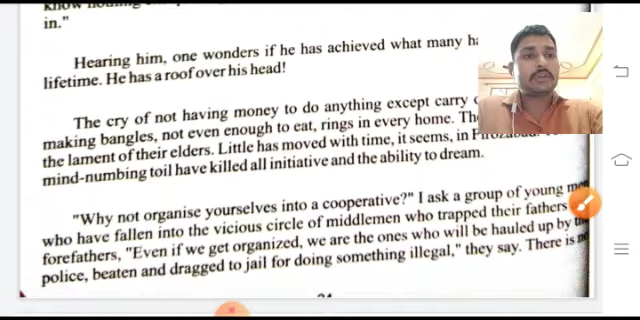 in."
Hearing him, one wonders if he has achieved what many
lifetime. He has a roof over his head!
The cry of not having money to do anything except carry
making bangles, not even enough to eat, rings in every home.
the lament of their elders. Little has moved with time, it seems, in
mind-numbing toil have killed all initiative and the ability to dream.
"Why not organise yourselves into a cooperative?" I ask a group of young
who have fallen into the vicious circle of middlemen who trapped their fathers
forefathers, "Even if we get organized, we are the ones who will be hauled up by
police, beaten and dragged to jail for doing something illegal," they say. There is